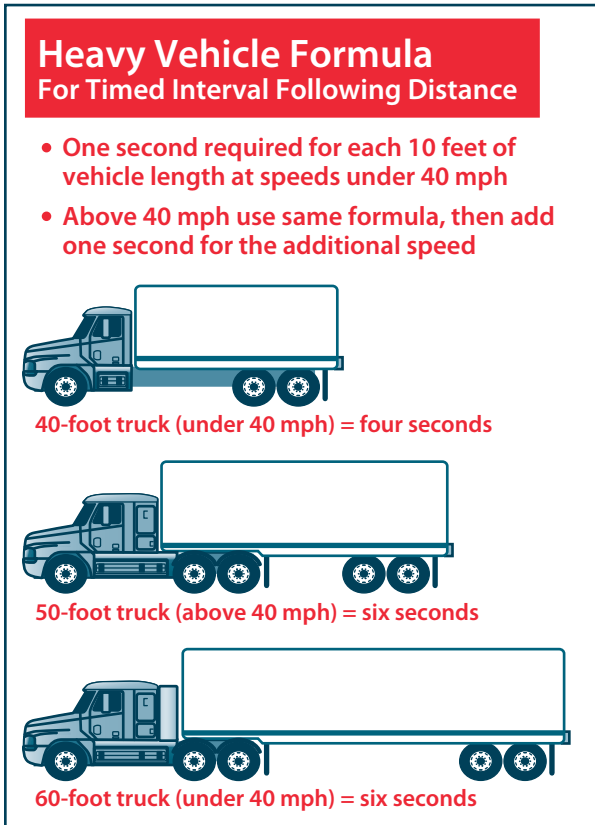 Heavy Vehicle Formula
For Timed Interval Following Distance
• One second required for each 10 feet of
vehicle length at speeds under 40 mph
• Above 40 mph use same formula, then add
one second for the additional speed
40-foot truck (under 40 mph) = four seconds
50-foot truck (above 40 mph) = six seconds
60-foot truck (under 40 mph) = six seconds